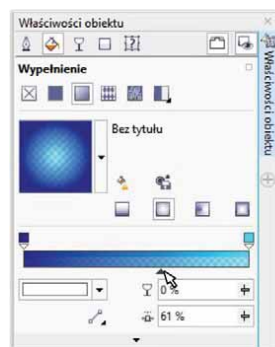 Właściwości obiektu
Wypełnienie
Bez tytułu
0 %
61 %
Właściwości obiektu